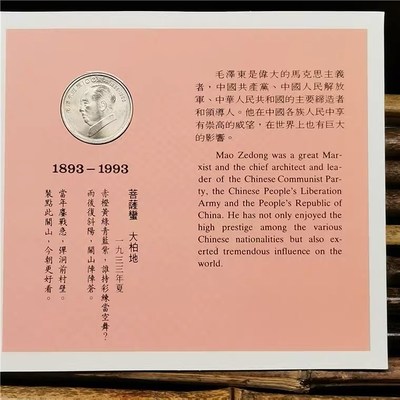 1893–1993
毛澤東是偉大的馬克思主義
者，中國共產黨、中國人民解放
軍、中華人民共和國的主要締造者
和領導人。他在中國各族人民中享
有崇高的威望，在世界上也有巨大
的影響。
Mao Zedong was a great Mar-
xist and the chief architect and lea-
der of the Chinese Communist Par-
ty, the Chinese People's Liberation
Army and the People's Republic of
China. He has not only enjoyed the
high prestige among the various
Chinese nationalities but also ex-
erted tremendous influence on the
world.
菩薩蠻 大柏地
一九三三年夏
赤橙黃綠青藍紫，誰持彩練當空舞？
雨後復斜陽，關山陣陣蒼。
當年鏖戰急，彈洞前村壁。
裝點此關山，今朝更好看。